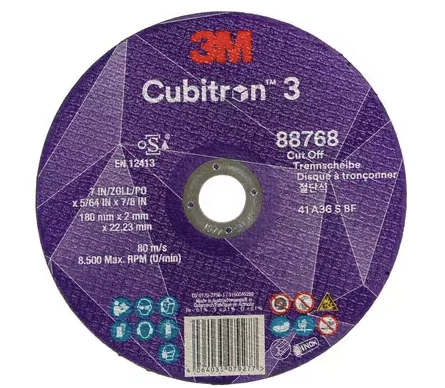 3M
Cubitron™ 3
oSA
EN 12413
88768
Cut Off
Trennscheibe
Disque à tronçonner
절단석
41 A36 S BF
7 IN/ZOLL/PO
x 5/64 IN x 7/8 IN
180 mm x 2 mm
x 22,23 mm
80 m/s
8.500 Max. RPM (U/min)
INOX